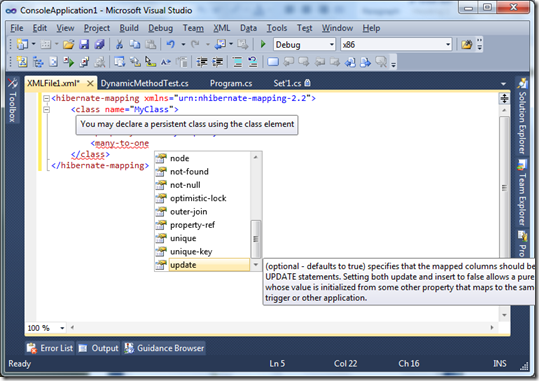 ConsoleApplication1 - Microsoft Visual Studio
File Edit View Project Build Debug Team XML Data Tools Test Window Help
Debug x86
XMLFile1.xml* DynamicMethodTest.cs Program.cs Set'1.cs
Toolbox
<hibernate-mapping xmlns="urn:nhibernate-mapping-2.2">
<class name="MyClass">
You may declare a persistent class using the class element
<many-to-one
</class>
</hibernate-mapping>
node
not-found
not-null
optimistic-lock
outer-join
property-ref
unique
unique-key
update
(optional - defaults to true) specifies that the mapped columns should be
UPDATE statements. Setting both update and insert to false allows a pure
whose value is initialized from some other property that maps to the sam
trigger or other application.
Solution Explorer
Team Explorer
100 %
Error List Output Guidance Browser
Ready Ln 5 Col 22 Ch 16 INS